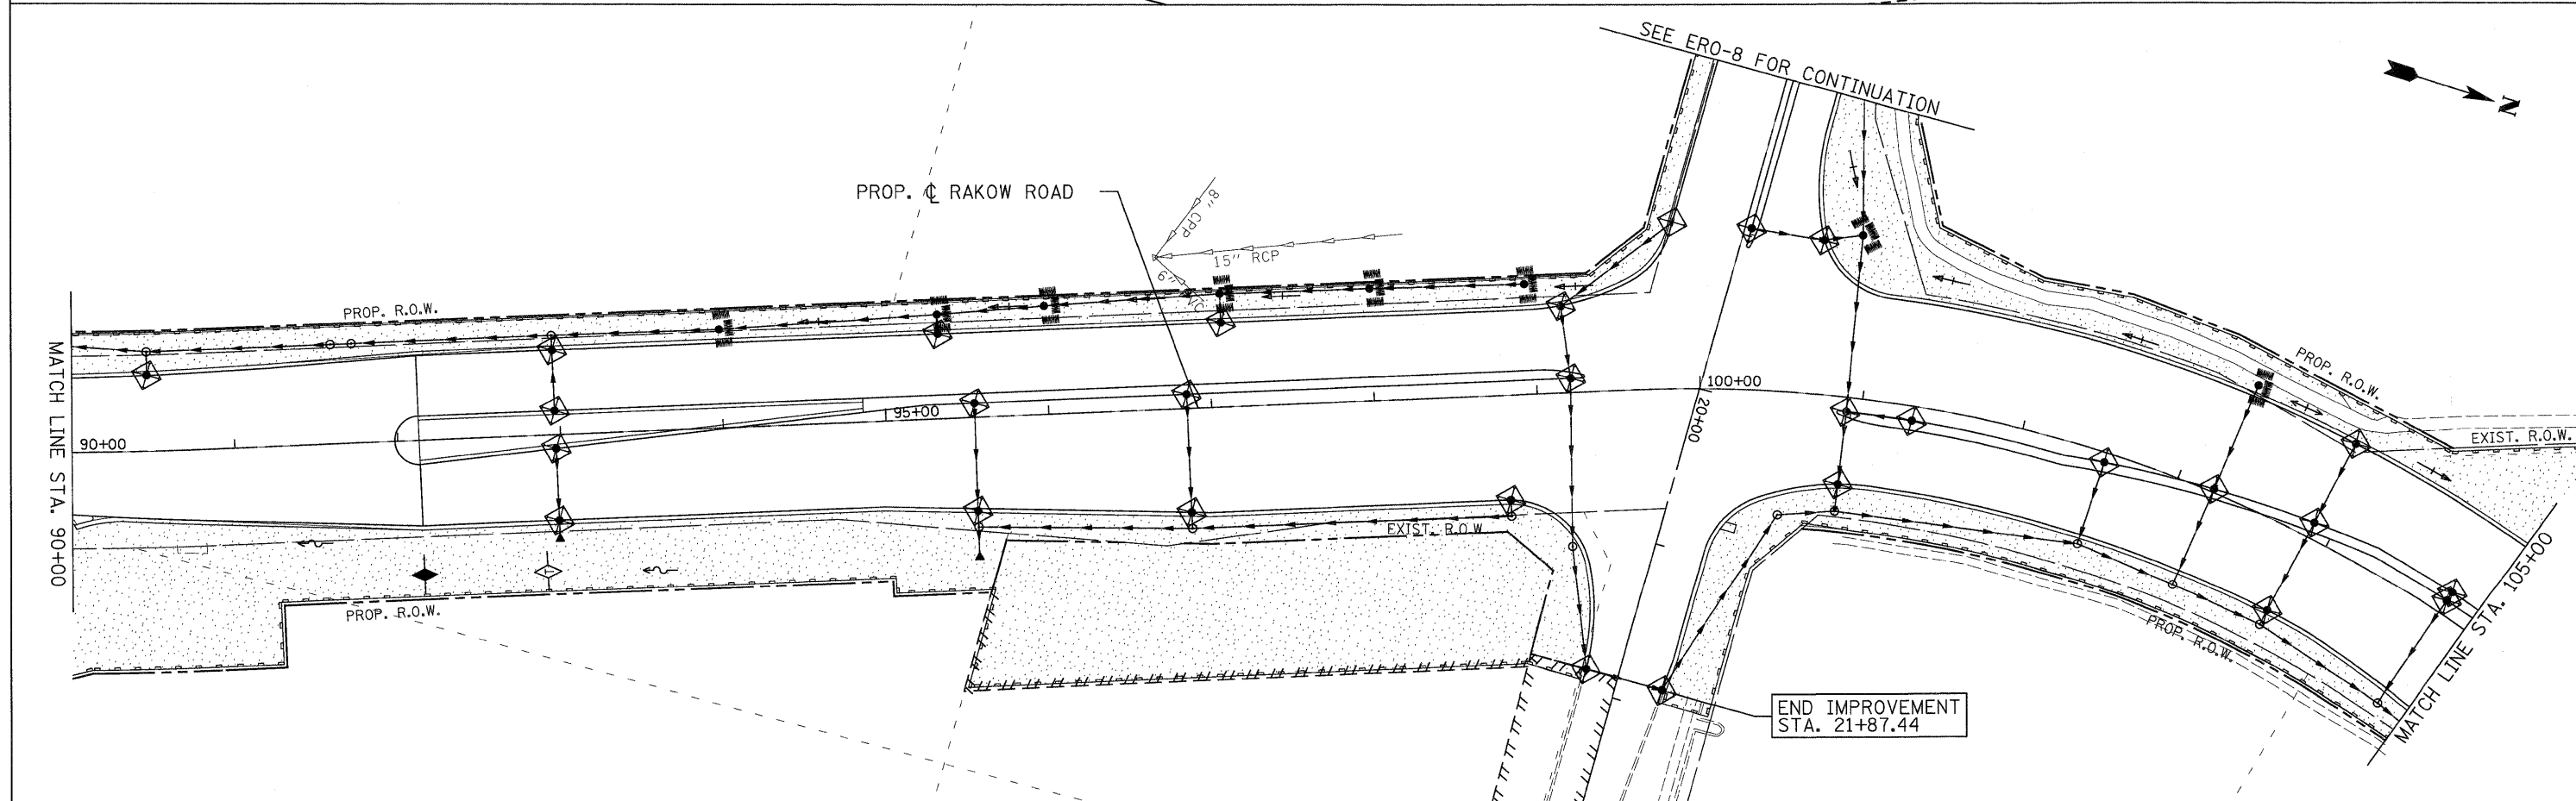 SEE ERO-8 FOR CONTINUATION
N
PROP. ℄ RAKOW ROAD
8" CPP
15" RCP
PROP. R.O.W.
PROP. R.O.W.
MATCH LINE STA. 90+00
90+00
95+00
100+00
20+00
EXIST. R.O.W.
EXIST. R.O.W
PROP. R.O.W.
PROP. R.O.W.
END IMPROVEMENT
STA. 21+87.44
MATCH LINE STA. 105+00